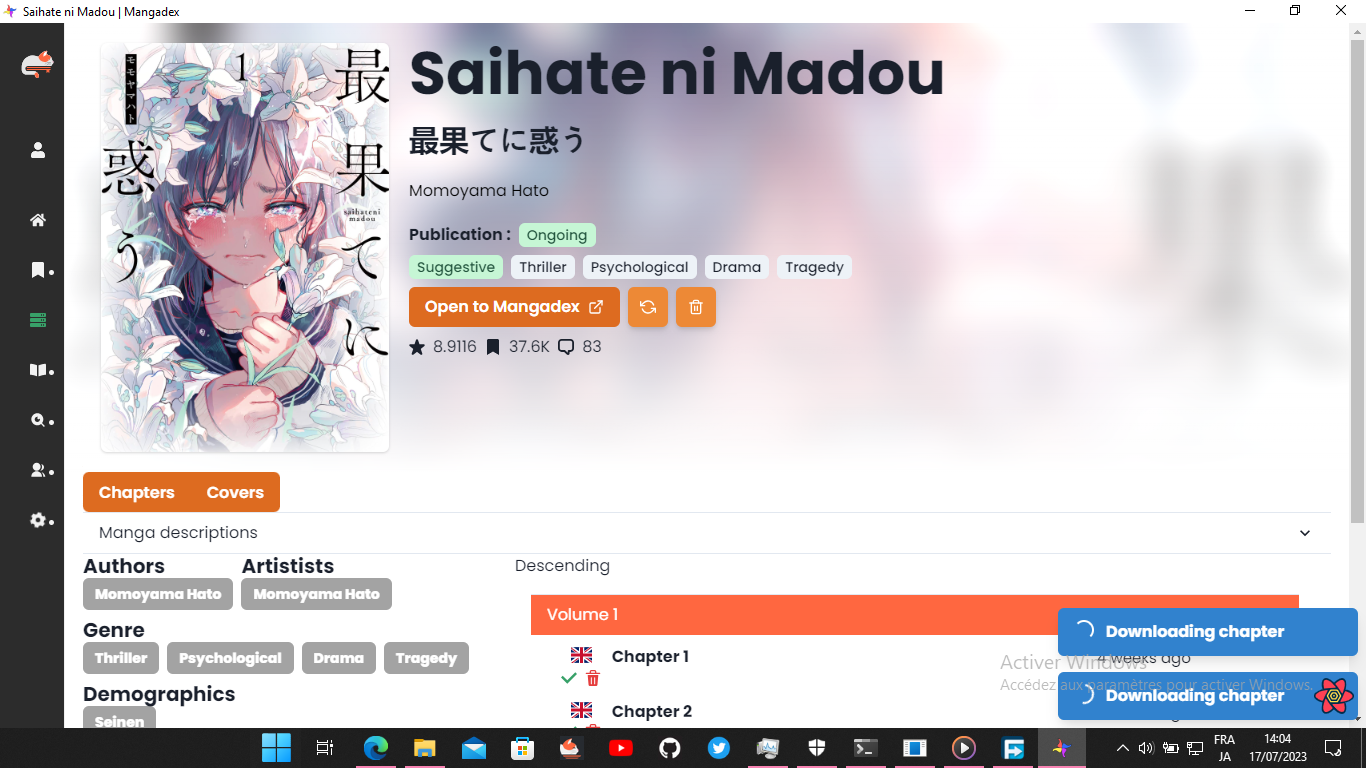 Saihate ni Madou | Mangadex
モモヤマハト
1
最果てに
惑う
saihateni
madou
Saihate ni Madou
最果てに惑う
Momoyama Hato
Publication : Ongoing
Suggestive Thriller Psychological Drama Tragedy
Open to Mangadex
8.9116 37.6K 83
Chapters Covers
Manga descriptions
Authors Artistists
Momoyama Hato Momoyama Hato
Genre
Thriller Psychological Drama Tragedy
Demographics
Seinen
Descending
Volume 1
Chapter 1
4 weeks ago
Chapter 2
Downloading chapter
Downloading chapter
Activer Windows
Accédez aux paramètres pour activer Windows.
FRA
JA
14:04
17/07/2023